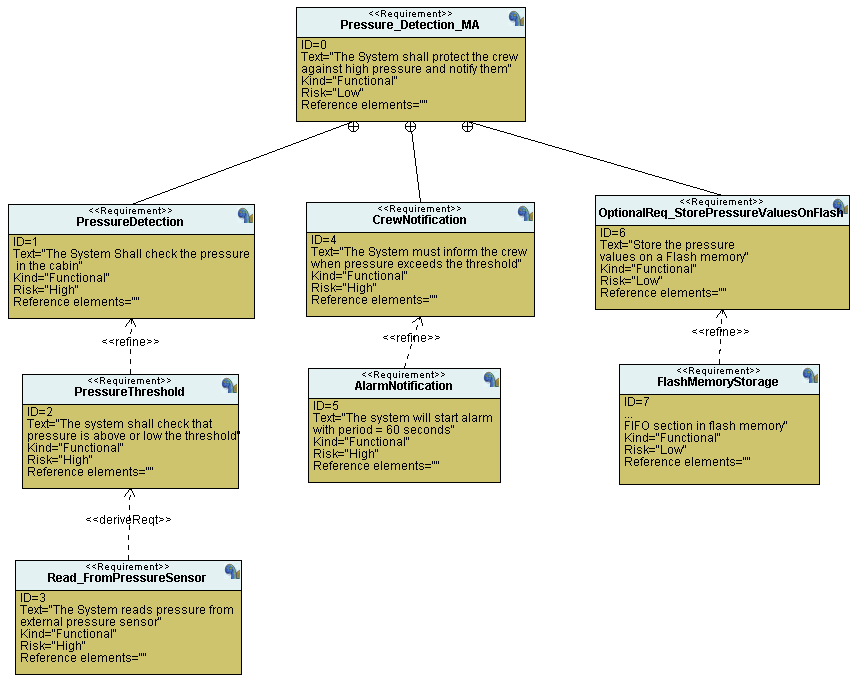 <<Requirement>>
Pressure_Detection_MA
ID=0
Text="The System shall protect the crew
against high pressure and notify them"
Kind="Functional"
Risk="Low"
Reference elements=""
<<Requirement>>
PressureDetection
ID=1
Text="The System Shall check the pressure
in the cabin"
Kind="Functional"
Risk="High"
Reference elements=""
<<Requirement>>
CrewNotification
ID=4
Text="The System must inform the crew
when pressure exceeds the threshold"
Kind="Functional"
Risk="High"
Reference elements=""
<<Requirement>>
OptionalReq_StorePressureValuesOnFlash
ID=6
Text="Store the pressure
values on a Flash memory"
Kind="Functional"
Risk="Low"
Reference elements=""
<<refine>>
<<refine>>
<<refine>>
<<Requirement>>
PressureThreshold
ID=2
Text="The system shall check that
pressure is above or low the threshold"
Kind="Functional"
Risk="High"
Reference elements=""
<<Requirement>>
AlarmNotification
ID=5
Text="The system will start alarm
with period = 60 seconds"
Kind="Functional"
Risk="High"
Reference elements=""
<<Requirement>>
FlashMemoryStorage
ID=7
...
FIFO section in flash memory"
Kind="Functional"
Risk="Low"
Reference elements=""
<<deriveReqt>>
<<Requirement>>
Read_FromPressureSensor
ID=3
Text="The System reads pressure from
external pressure sensor"
Kind="Functional"
Risk="High"
Reference elements=""